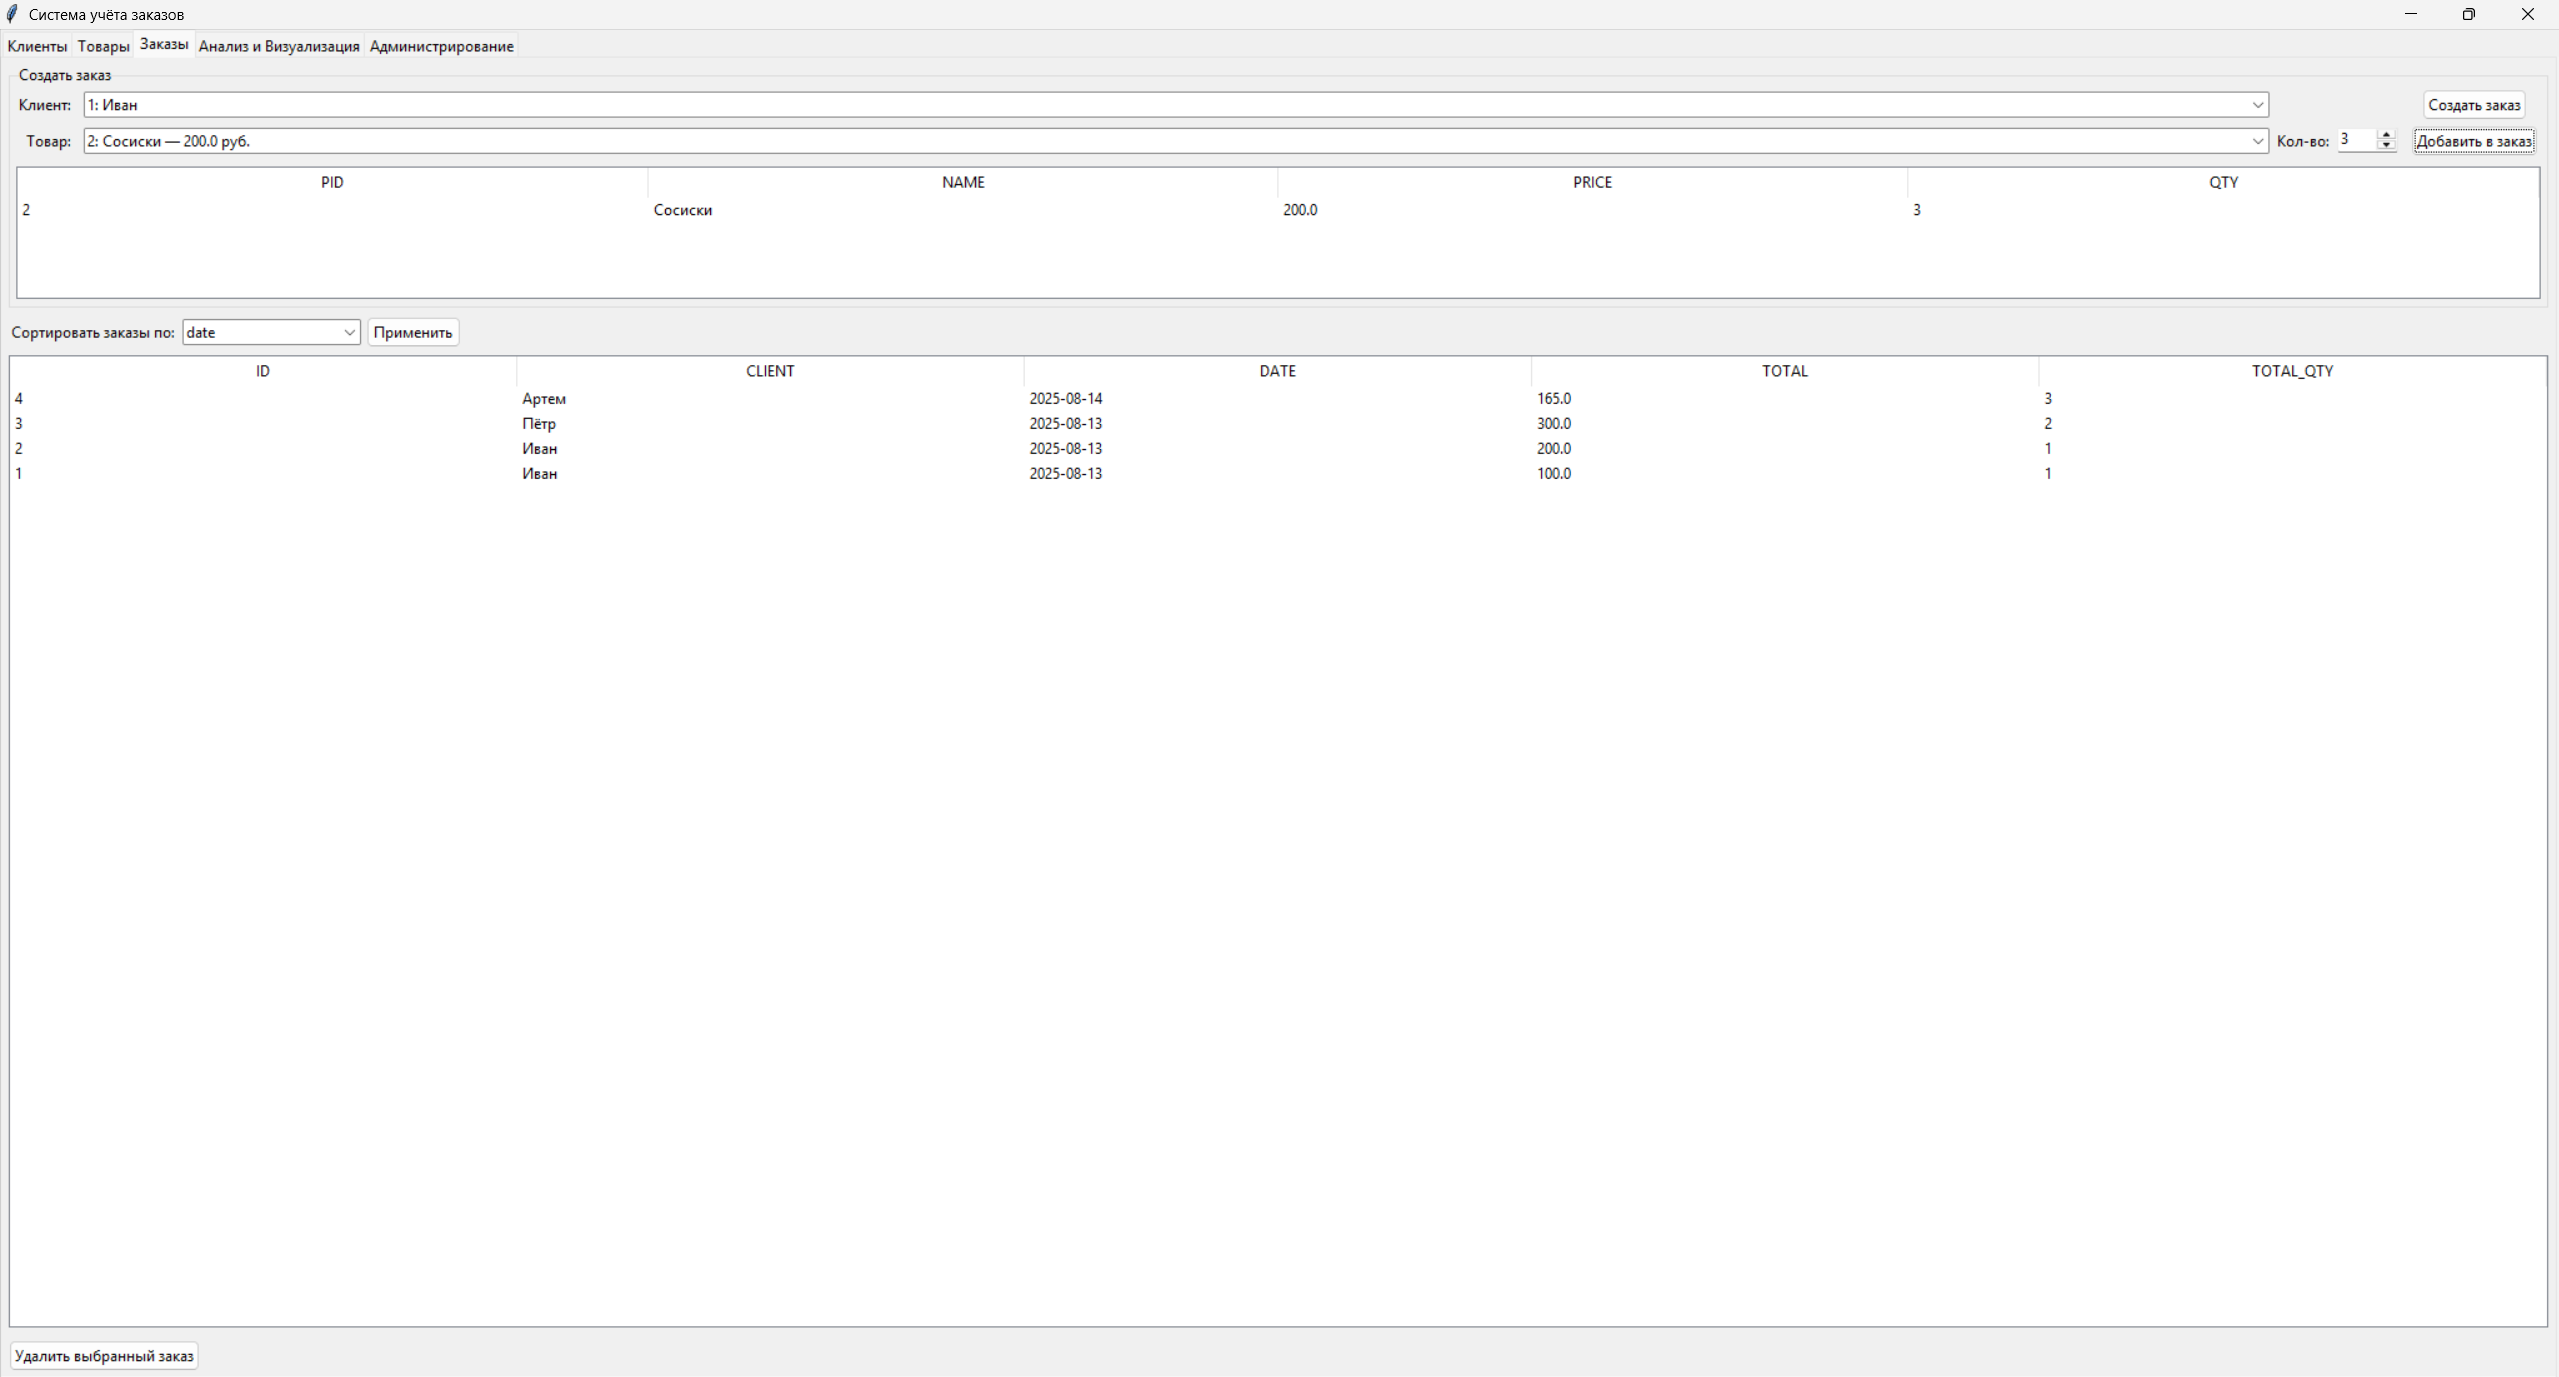 Система учёта заказов
Клиенты Товары Заказы Анализ и Визуализация Администрирование
Создать заказ
Клиент: 1: Иван Создать заказ
Товар: 2: Сосиски — 200.0 руб. Кол-во: 3 Добавить в заказ
PID NAME PRICE QTY
2 Сосиски 200.0 3
Сортировать заказы по: date Применить
ID CLIENT DATE TOTAL TOTAL_QTY
4 Артем 2025-08-14 165.0 3
3 Пётр 2025-08-13 300.0 2
2 Иван 2025-08-13 200.0 1
1 Иван 2025-08-13 100.0 1
Удалить выбранный заказ